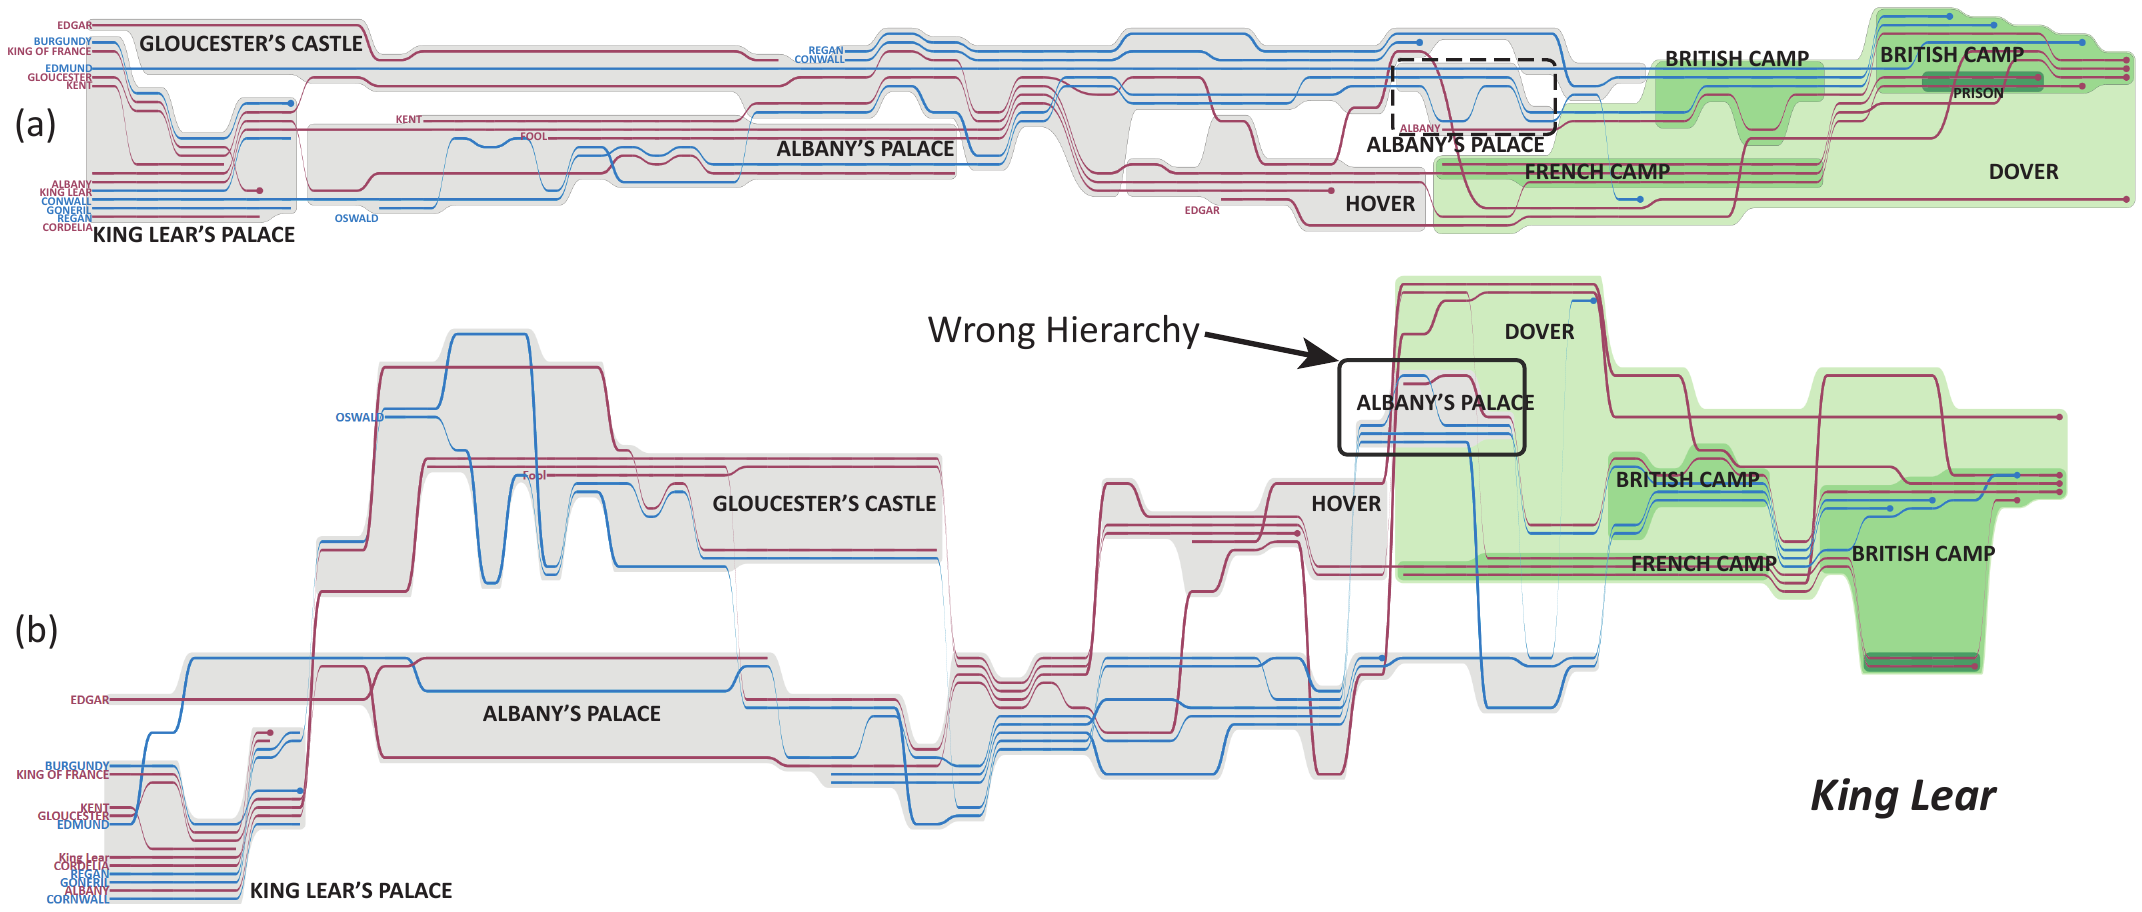 EDGAR
BURGUNDY
KING OF FRANCE
EDMUND
GLOUCESTER
KENT
GLOUCESTER'S CASTLE
REGAN
CONWALL
BRITISH CAMP
BRITISH CAMP
PRISON
(a)
KENT
FOOL
ALBANY'S PALACE
ALBANY
ALBANY'S PALACE
FRENCH CAMP
DOVER
ALBANY
KING LEAR
CONWALL
GONERIL
REGAN
CORDELIA
KING LEAR'S PALACE
OSWALD
EDGAR
HOVER
Wrong Hierarchy
DOVER
ALBANY'S PALACE
OSWALD
Fool
GLOUCESTER'S CASTLE
HOVER
BRITISH CAMP
FRENCH CAMP
BRITISH CAMP
(b)
EDGAR
ALBANY'S PALACE
BURGUNDY
KING OF FRANCE
KENT
GLOUCESTER
EDMUND
King Lear
CORDELIA
REGAN
GONERIL
ALBANY
CORNWALL
KING LEAR'S PALACE
King Lear